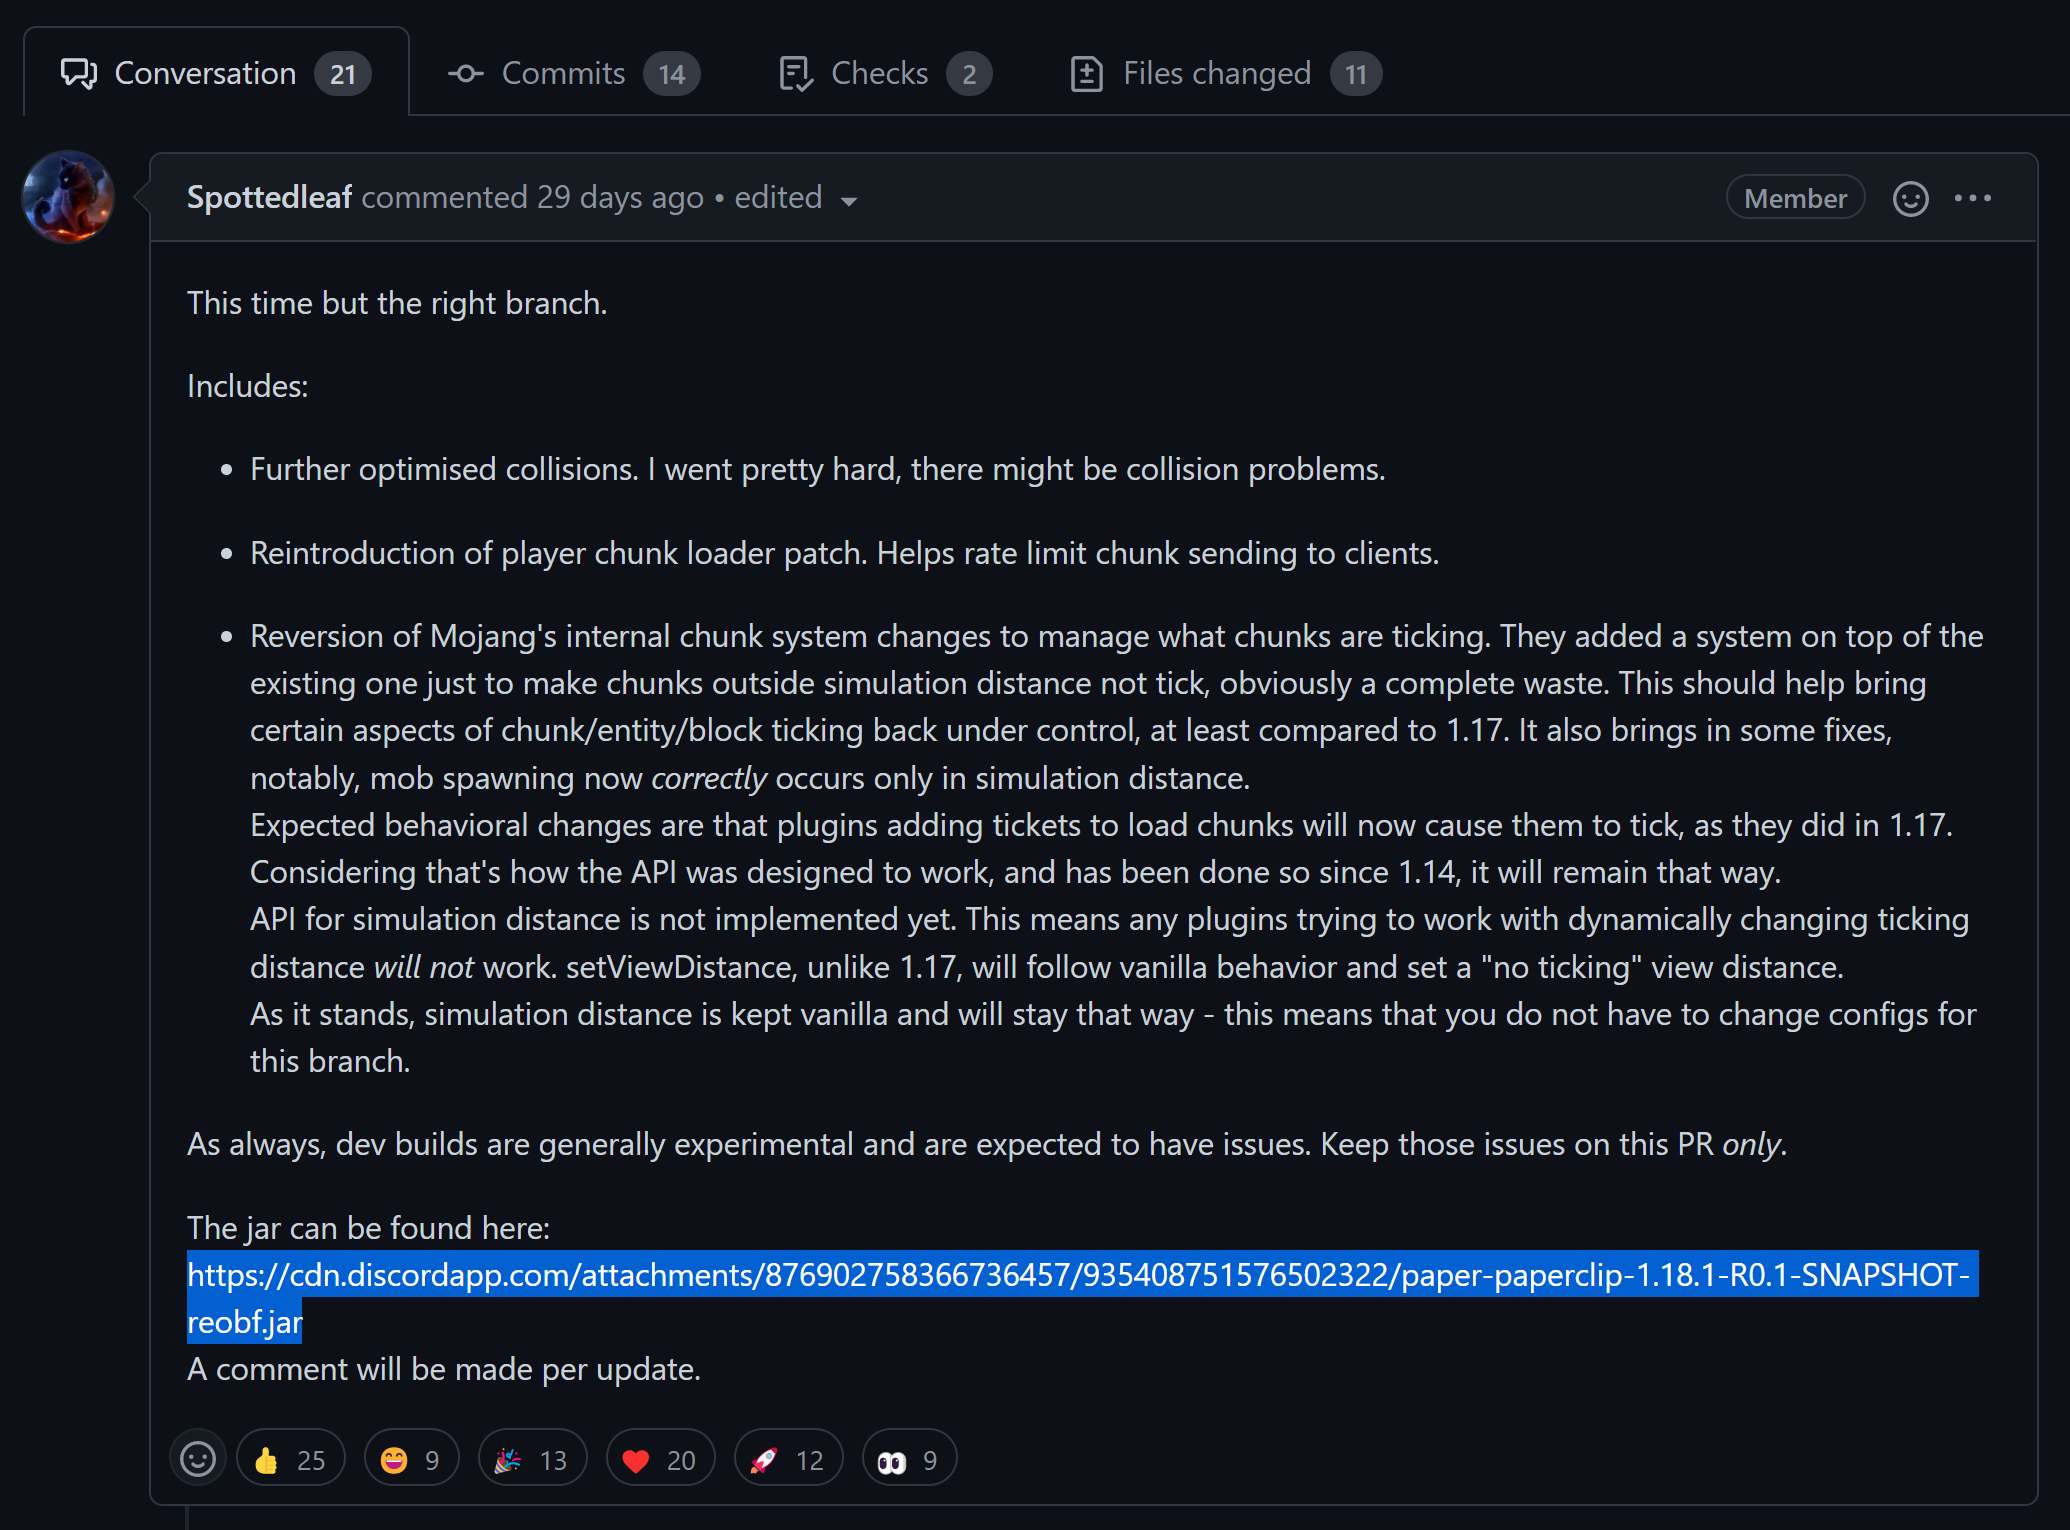 Conversation 21 Commits 14 Checks 2 Files changed 11
Spottedleaf commented 29 days ago • edited Member
This time but the right branch.
Includes:
• Further optimised collisions. I went pretty hard, there might be collision problems.
• Reintroduction of player chunk loader patch. Helps rate limit chunk sending to clients.
• Reversion of Mojang's internal chunk system changes to manage what chunks are ticking. They added a system on top of the
existing one just to make chunks outside simulation distance not tick, obviously a complete waste. This should help bring
certain aspects of chunk/entity/block ticking back under control, at least compared to 1.17. It also brings in some fixes,
notably, mob spawning now correctly occurs only in simulation distance.
Expected behavioral changes are that plugins adding tickets to load chunks will now cause them to tick, as they did in 1.17.
Considering that's how the API was designed to work, and has been done so since 1.14, it will remain that way.
API for simulation distance is not implemented yet. This means any plugins trying to work with dynamically changing ticking
distance will not work. setViewDistance, unlike 1.17, will follow vanilla behavior and set a "no ticking" view distance.
As it stands, simulation distance is kept vanilla and will stay that way - this means that you do not have to change configs for
this branch.
As always, dev builds are generally experimental and are expected to have issues. Keep those issues on this PR only.
The jar can be found here:
https://cdn.discordapp.com/attachments/876902758366736457/935408751576502322/paper-paperclip-1.18.1-R0.1-SNAPSHOT-
reobf.jar
A comment will be made per update.
👍 25 😄 9 🎉 13 ❤️ 20 🚀 12 👀 9